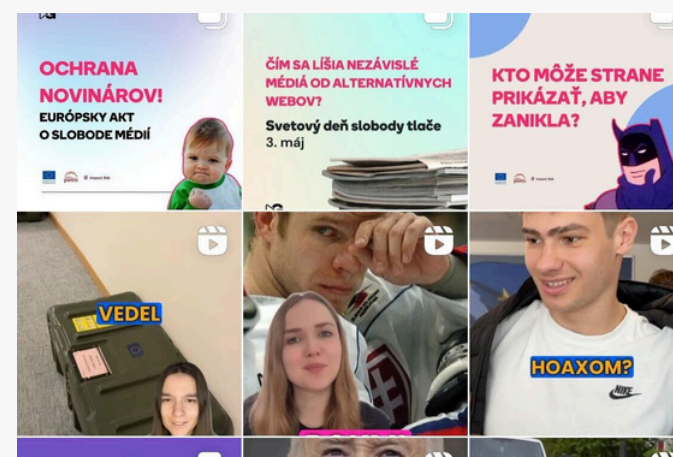 OCHRANA
NOVINÁROV!
EURÓPSKY AKT
O SLOBODE MÉDIÍ
ČÍM SA LÍŠIA NEZÁVISLÉ
MÉDIÁ OD ALTERNATÍVNYCH
WEBOV?
Svetový deň slobody tlače
3. máj
KTO MÔŽE STRANE
PRIKÁZAŤ, ABY
ZANIKLA?
VEDEL
HOAXOM?
NIKE